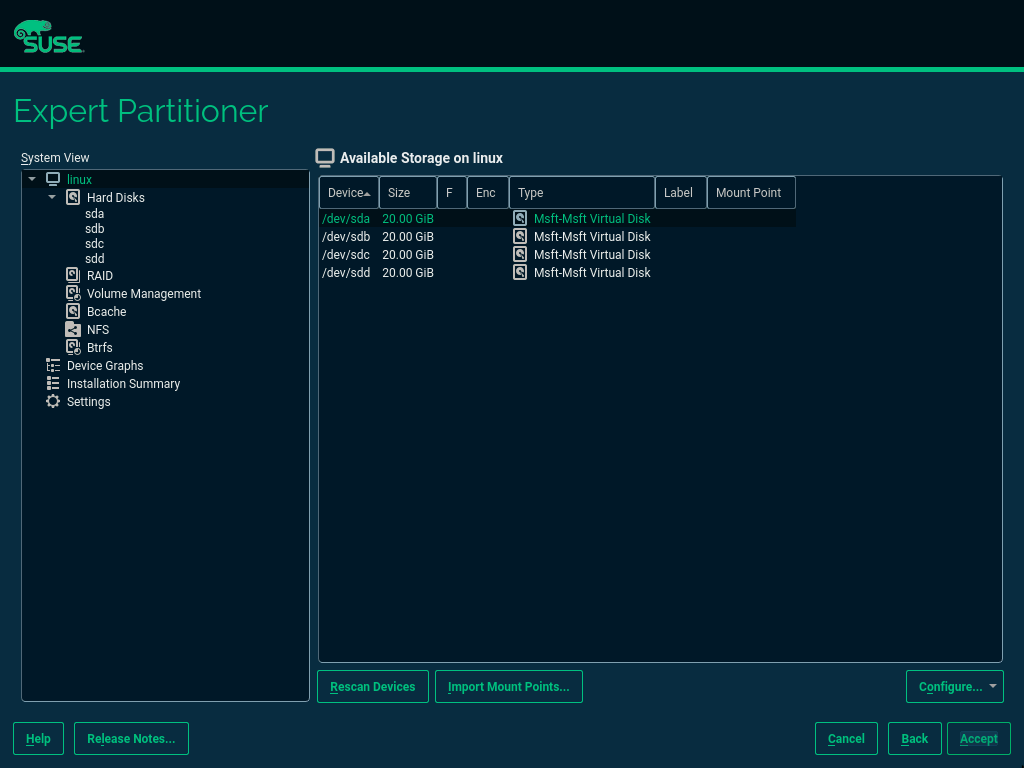 SUSE
Expert Partitioner
System View
linux
Hard Disks
sda
sdb
sdc
sdd
RAID
Volume Management
Bcache
NFS
Btrfs
Device Graphs
Installation Summary
Settings
Available Storage on linux
Device Size F Enc Type Label Mount Point
/dev/sda 20.00 GiB Msft-Msft Virtual Disk
/dev/sdb 20.00 GiB Msft-Msft Virtual Disk
/dev/sdc 20.00 GiB Msft-Msft Virtual Disk
/dev/sdd 20.00 GiB Msft-Msft Virtual Disk
Rescan Devices Import Mount Points... Configure...
Help Release Notes... Cancel Back Accept